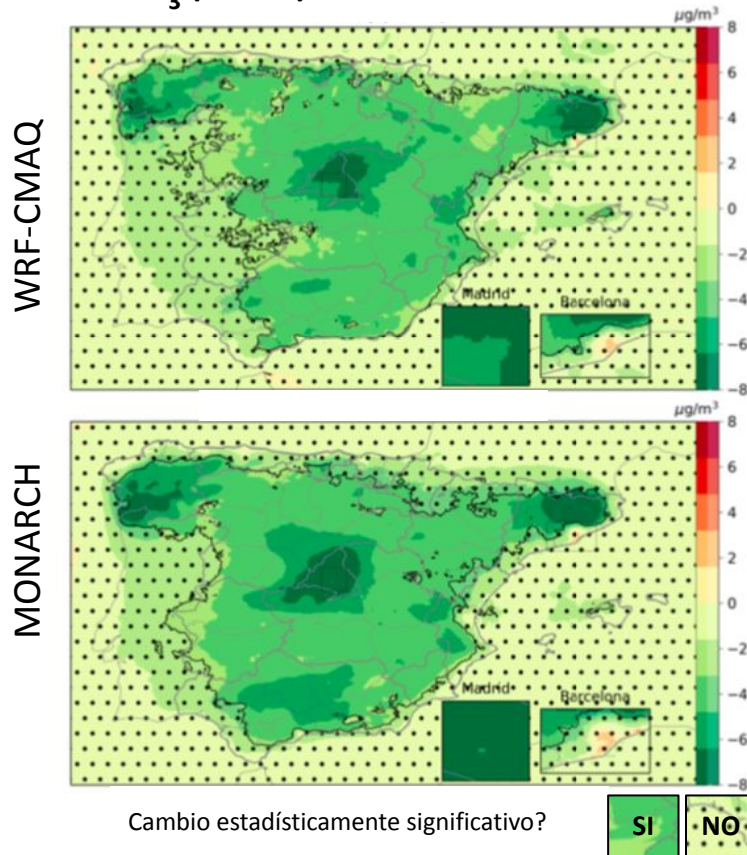 µg/m³
WRF-CMAQ
8
6
4
2
0
−2
−4
−6
−8
Madrid
Barcelona
µg/m³
MONARCH
8
6
4
2
0
−2
−4
−6
−8
Madrid
Barcelona
Cambio estadísticamente significativo?
SI
NO